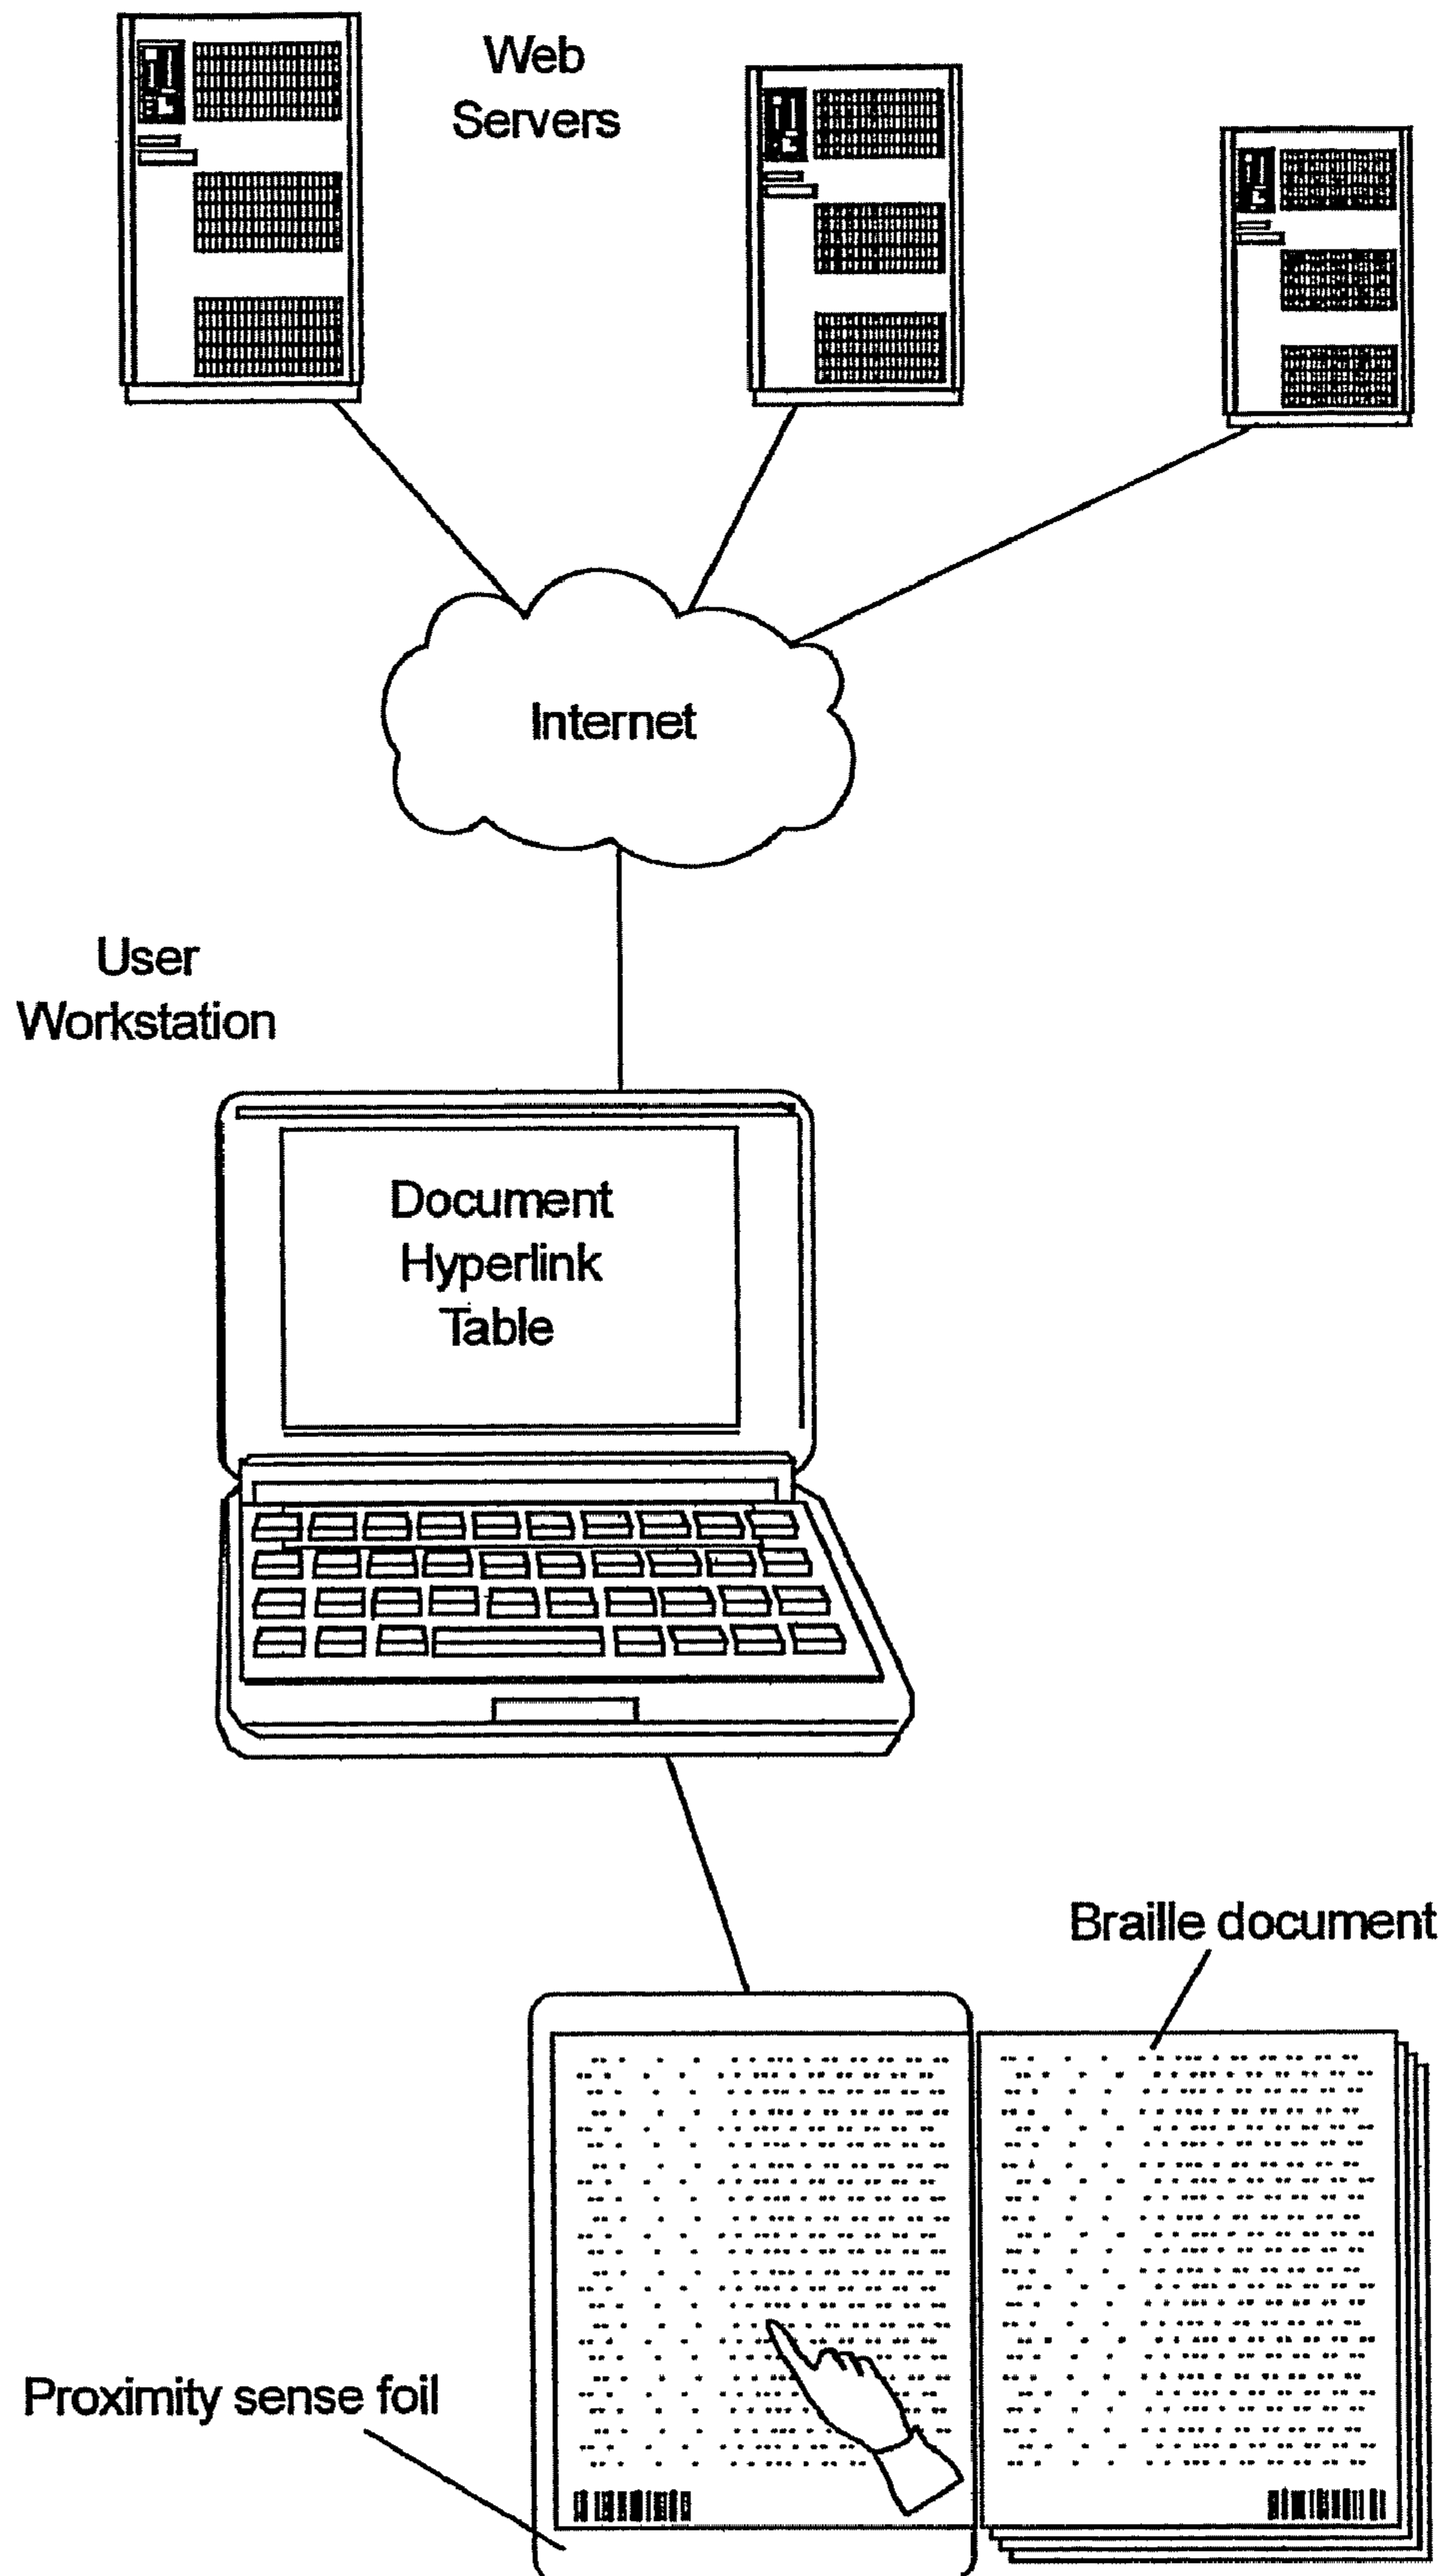 Web
Servers
Internet
User
Workstation
Document
Hyperlink
Table
Braille document
Proximity sense foil